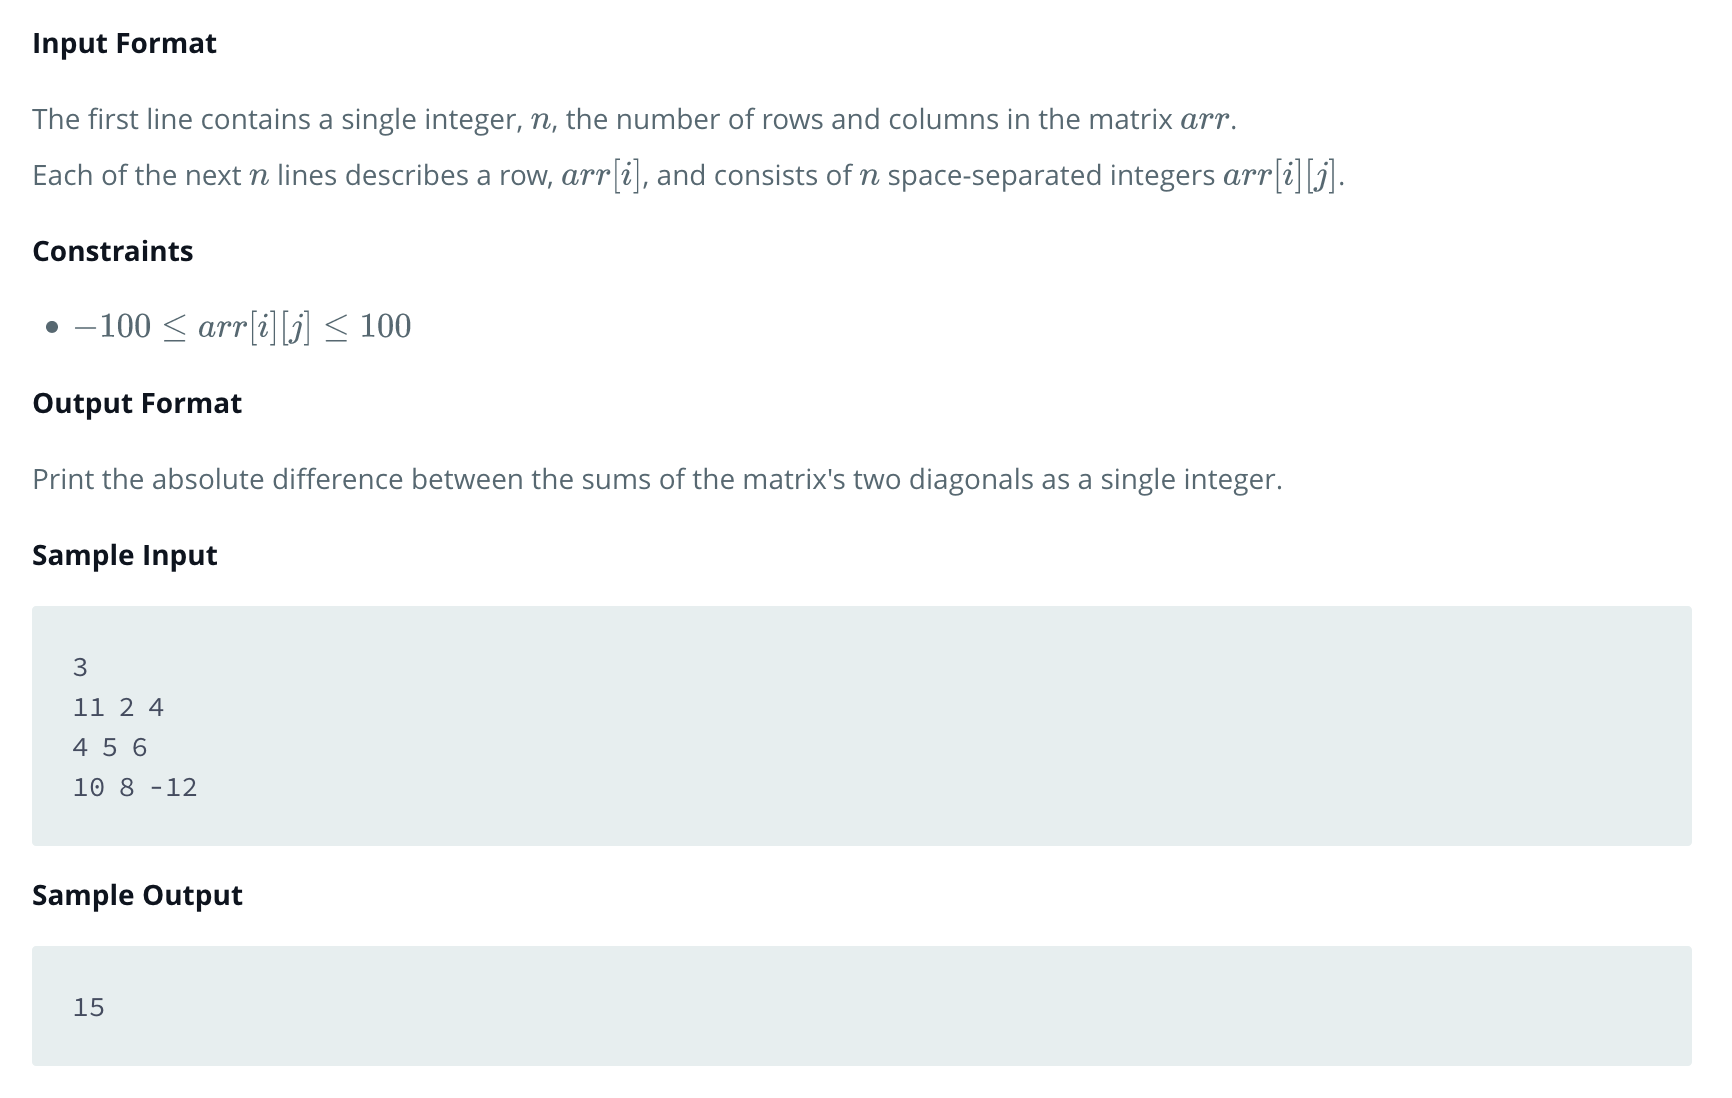 Input Format
The first line contains a single integer, n, the number of rows and columns in the matrix arr.
Each of the next n lines describes a row, arr[i], and consists of n space-separated integers arr[i][j].
Constraints
• −100 ≤ arr[i][j] ≤ 100
Output Format
Print the absolute difference between the sums of the matrix's two diagonals as a single integer.
Sample Input
3
11 2 4
4 5 6
10 8 -12
Sample Output
15